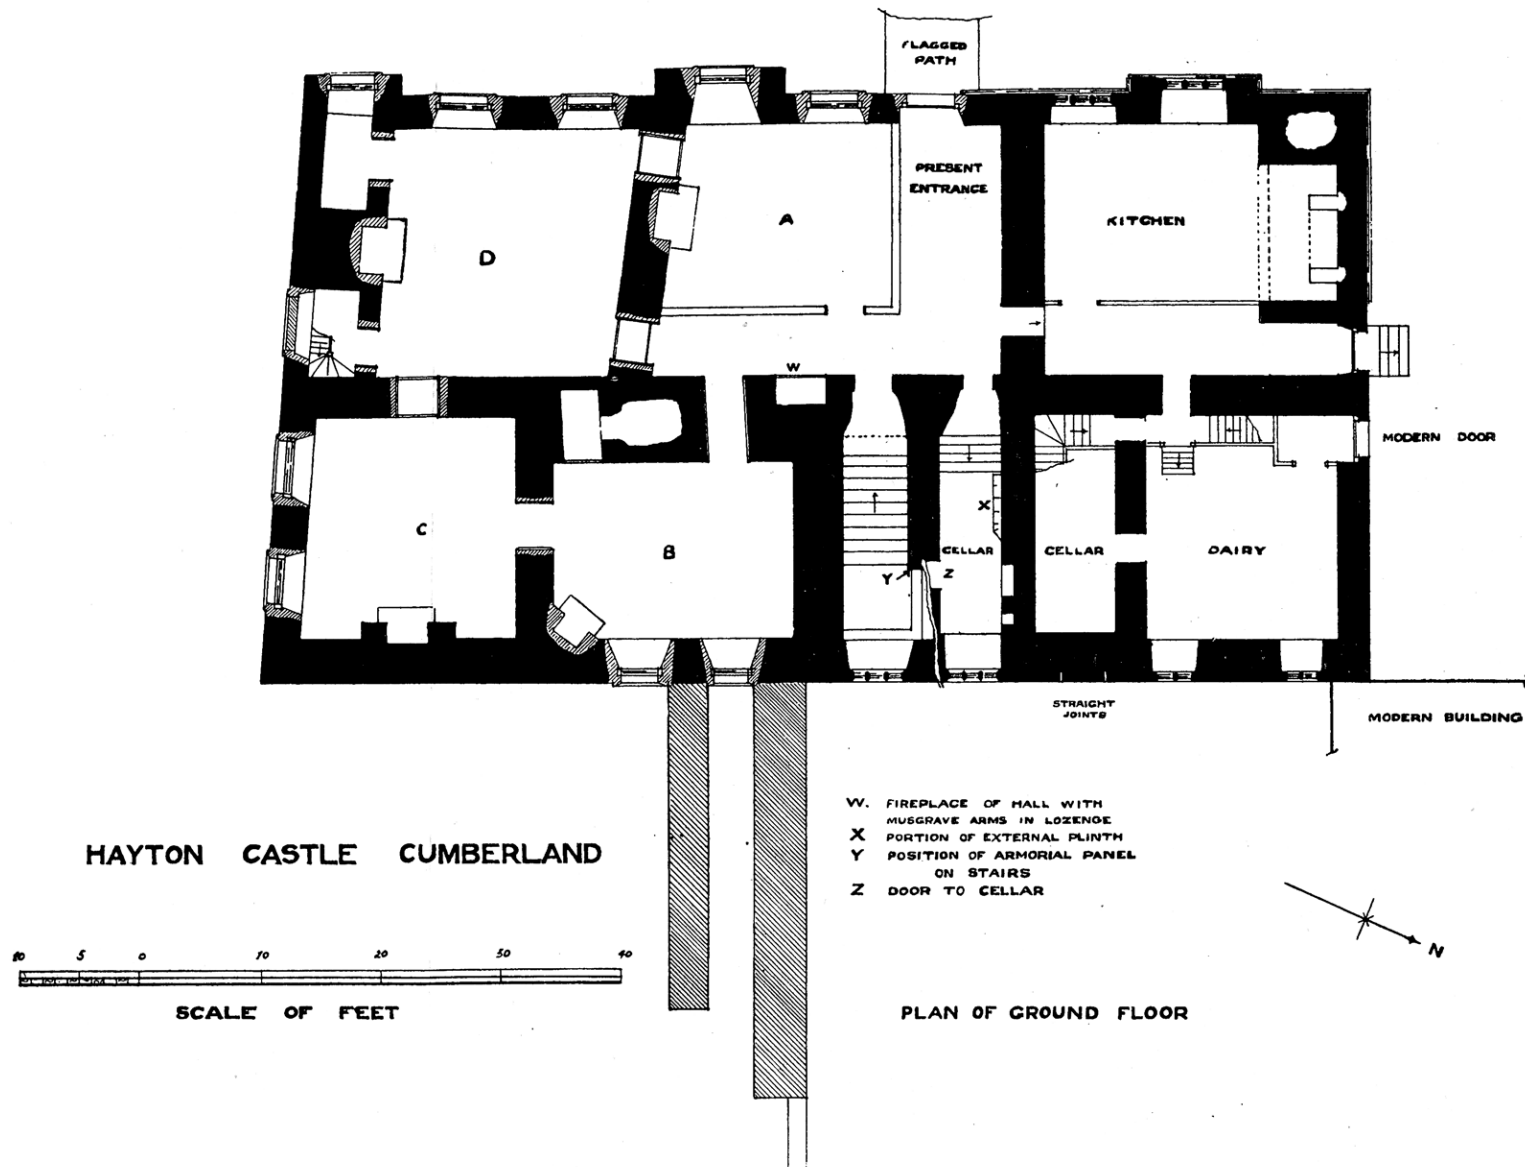 FLAGGED
PATH
PRESENT
ENTRANCE
KITCHEN
A
D
W
MODERN DOOR
C
B
X
CELLAR
CELLAR
DAIRY
Y
Z
STRAIGHT
JOINTS
MODERN BUILDING
W. FIREPLACE OF HALL WITH
MUSGRAVE ARMS IN LOZENGE
X PORTION OF EXTERNAL PLINTH
Y POSITION OF ARMORIAL PANEL
ON STAIRS
Z DOOR TO CELLAR
HAYTON CASTLE CUMBERLAND
N
10 5 0 10 20 50 40
SCALE OF FEET
PLAN OF GROUND FLOOR